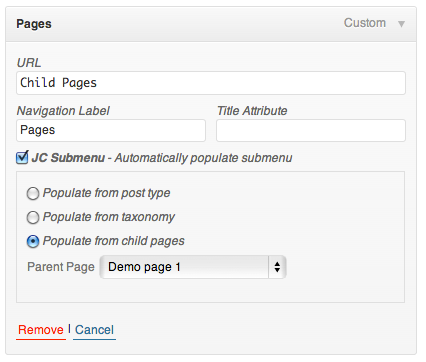 Pages Custom
URL
Child Pages
Navigation Label Title Attribute
Pages
JC Submenu - Automatically populate submenu
Populate from post type
Populate from taxonomy
Populate from child pages
Parent Page Demo page 1
Remove | Cancel